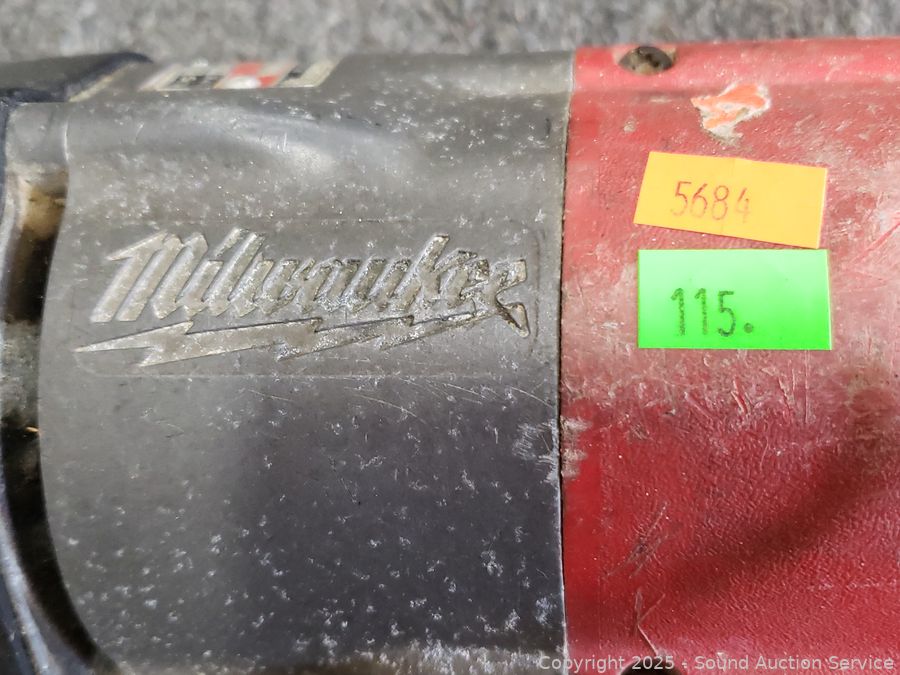 Milwaukee
5684
115.
Copyright © 2025 - Sound Auction Service